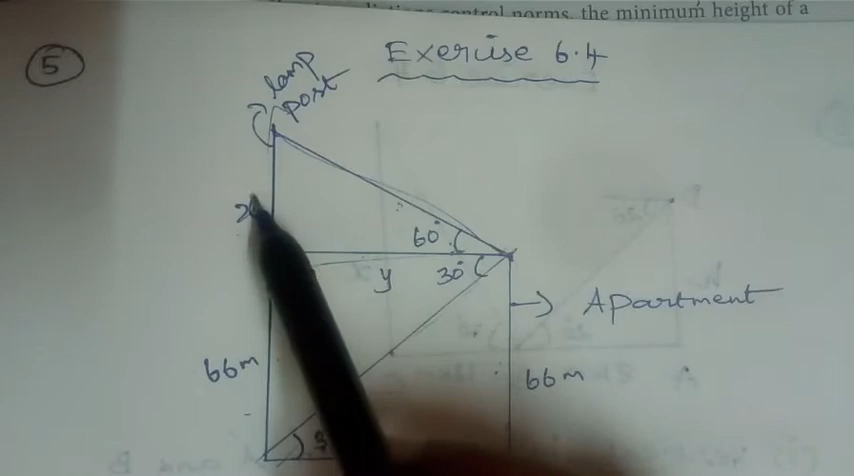 control norms, the minimum height of a
5
Exercise 6.4
lamp
post
60°
y
30°
Apartment
66m
66m